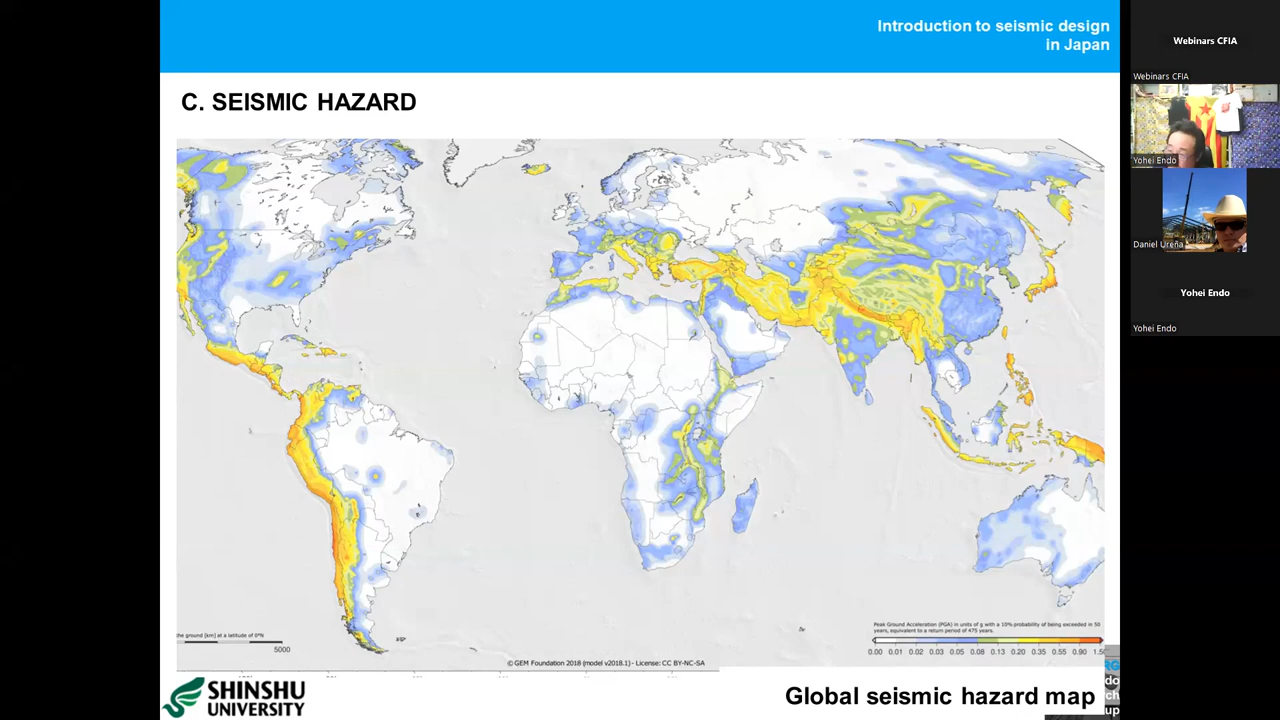 Introduction to seismic design
in Japan
C. SEISMIC HAZARD
the ground [km] at a latitude of 0°N
5000
© GEM Foundation 2018 (model v2018.1) - License: CC BY-NC-SA
Peak Ground Acceleration (PGA) in units of g with a 10% probability of being exceeded in 50
years, equivalent to a return period of 475 years.
0.00 0.01 0.02 0.03 0.05 0.08 0.13 0.20 0.35 0.55 0.90 1.50
SHINSHU
UNIVERSITY
Global seismic hazard map
Webinars CFIA
Webinars CFIA
Yohei Endo
Daniel Ureña
Yohei Endo
Yohei Endo